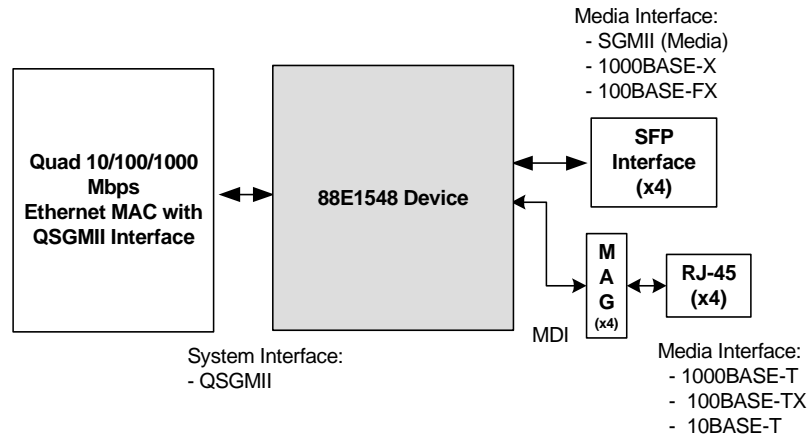 Media Interface:
- SGMII (Media)
- 1000BASE-X
- 100BASE-FX
Quad 10/100/1000
Mbps
Ethernet MAC with
QSGMII Interface
88E1548 Device
SFP
Interface
(x4)
M
A
G
(x4)
RJ-45
(x4)
MDI
System Interface:
- QSGMII
Media Interface:
- 1000BASE-T
- 100BASE-TX
- 10BASE-T